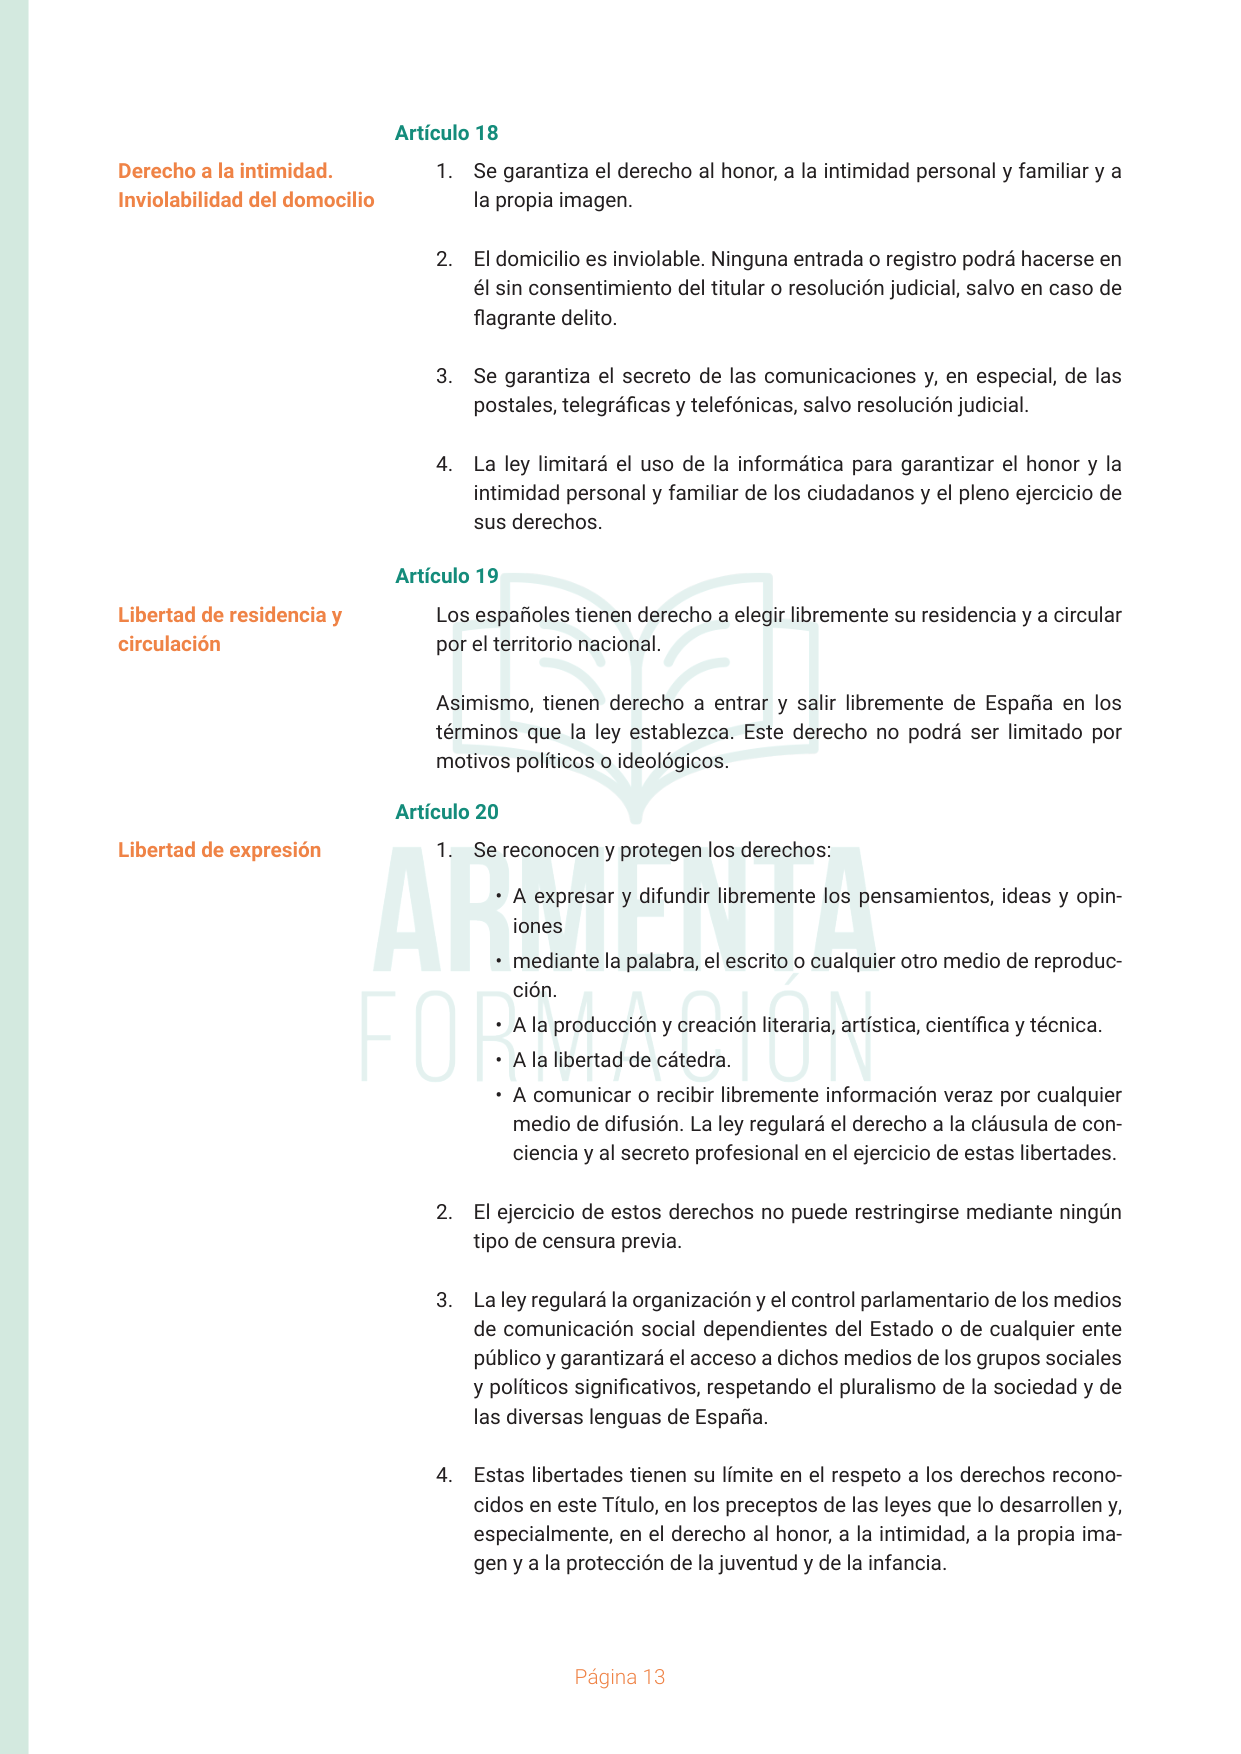 Artículo 18
Derecho a la intimidad.
Inviolabilidad del domocilio
1. Se garantiza el derecho al honor, a la intimidad personal y familiar y a
la propia imagen.
2. El domicilio es inviolable. Ninguna entrada o registro podrá hacerse en
él sin consentimiento del titular o resolución judicial, salvo en caso de
flagrante delito.
3. Se garantiza el secreto de las comunicaciones y, en especial, de las
postales, telegráficas y telefónicas, salvo resolución judicial.
4. La ley limitará el uso de la informática para garantizar el honor y la
intimidad personal y familiar de los ciudadanos y el pleno ejercicio de
sus derechos.
Artículo 19
Libertad de residencia y
circulación
Los españoles tienen derecho a elegir libremente su residencia y a circular
por el territorio nacional.
Asimismo, tienen derecho a entrar y salir libremente de España en los
términos que la ley establezca. Este derecho no podrá ser limitado por
motivos políticos o ideológicos.
Artículo 20
Libertad de expresión
1. Se reconocen y protegen los derechos:
• A expresar y difundir libremente los pensamientos, ideas y opin-
iones
• mediante la palabra, el escrito o cualquier otro medio de reproduc-
ción.
• A la producción y creación literaria, artística, científica y técnica.
• A la libertad de cátedra.
• A comunicar o recibir libremente información veraz por cualquier
medio de difusión. La ley regulará el derecho a la cláusula de con-
ciencia y al secreto profesional en el ejercicio de estas libertades.
2. El ejercicio de estos derechos no puede restringirse mediante ningún
tipo de censura previa.
3. La ley regulará la organización y el control parlamentario de los medios
de comunicación social dependientes del Estado o de cualquier ente
público y garantizará el acceso a dichos medios de los grupos sociales
y políticos significativos, respetando el pluralismo de la sociedad y de
las diversas lenguas de España.
4. Estas libertades tienen su límite en el respeto a los derechos recono-
cidos en este Título, en los preceptos de las leyes que lo desarrollen y,
especialmente, en el derecho al honor, a la intimidad, a la propia ima-
gen y a la protección de la juventud y de la infancia.
ARMENTA
FORMACIÓN
Página 13